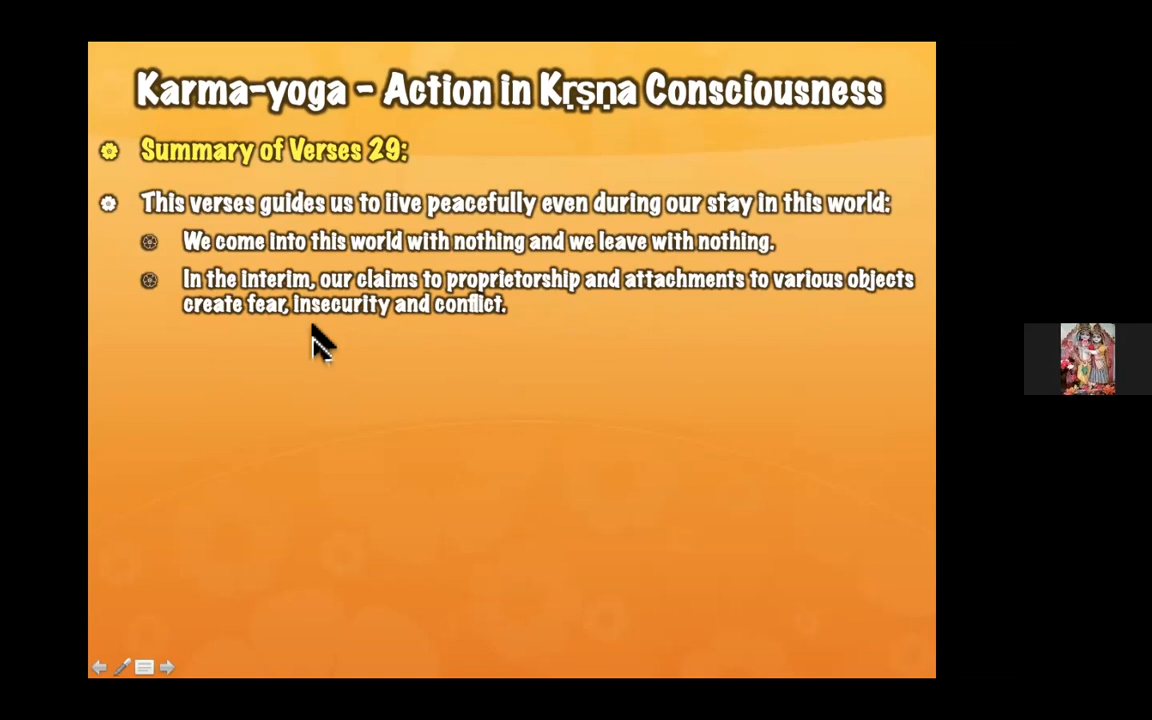 Karma-yoga - Action in Kṛṣṇa Consciousness
Summary of Verses 29:
This verses guides us to live peacefully even during our stay in this world:
We come into this world with nothing and we leave with nothing.
In the interim, our claims to proprietorship and attachments to various objects
create fear, insecurity and conflict.